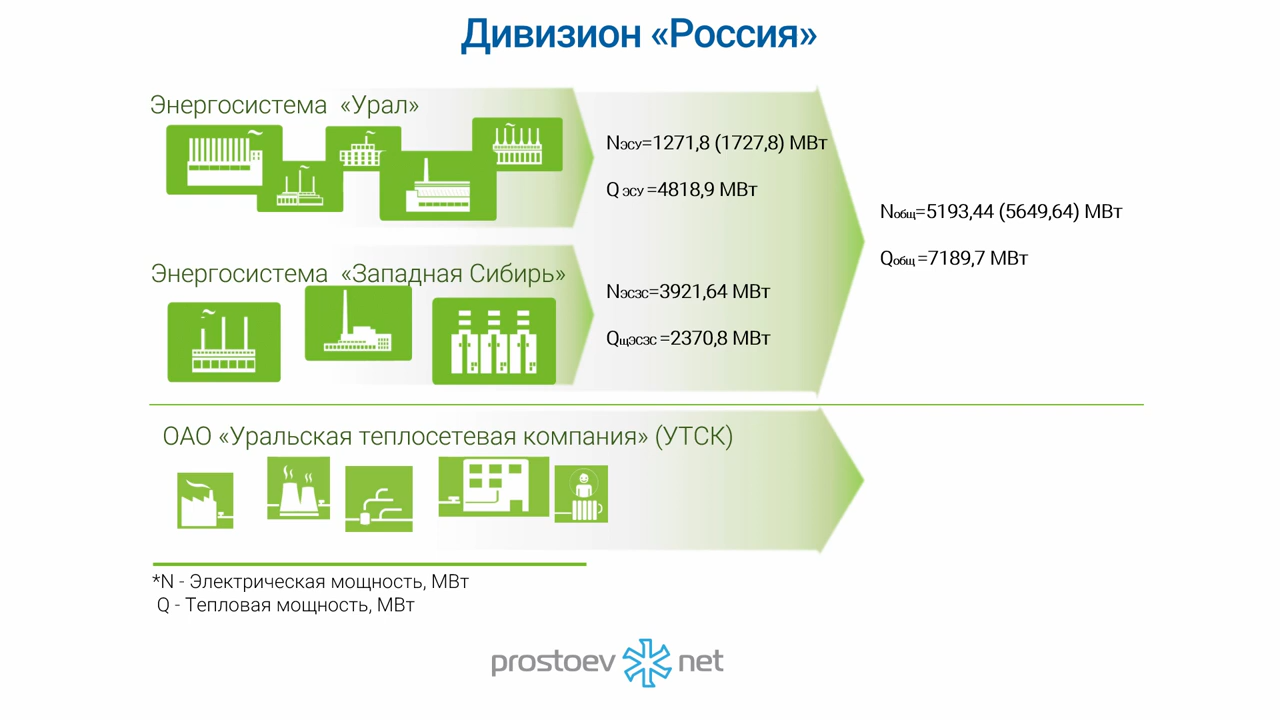 Дивизион «Россия»
Энергосистема «Урал»
Nэсу=1271,8 (1727,8) МВт
Q эсу =4818,9 МВт
Nобщ=5193,44 (5649,64) МВт
Qобщ =7189,7 МВт
Энергосистема «Западная Сибирь»
Nэсзс=3921,64 МВт
Qщэсзс =2370,8 МВт
ОАО «Уральская теплосетевая компания» (УТСК)
*N - Электрическая мощность, МВт
Q - Тепловая мощность, МВт
prostoev net